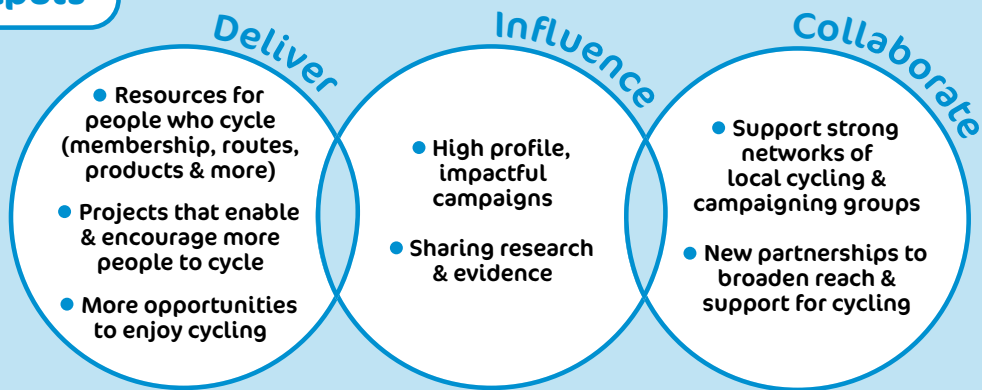 Deliver
● Resources for
people who cycle
(membership, routes,
products & more)
● Projects that enable
& encourage more
people to cycle
● More opportunities
to enjoy cycling
Influence
● High profile,
impactful
campaigns
● Sharing research
& evidence
Collaborate
● Support strong
networks of
local cycling &
campaigning groups
● New partnerships to
broaden reach &
support for cycling